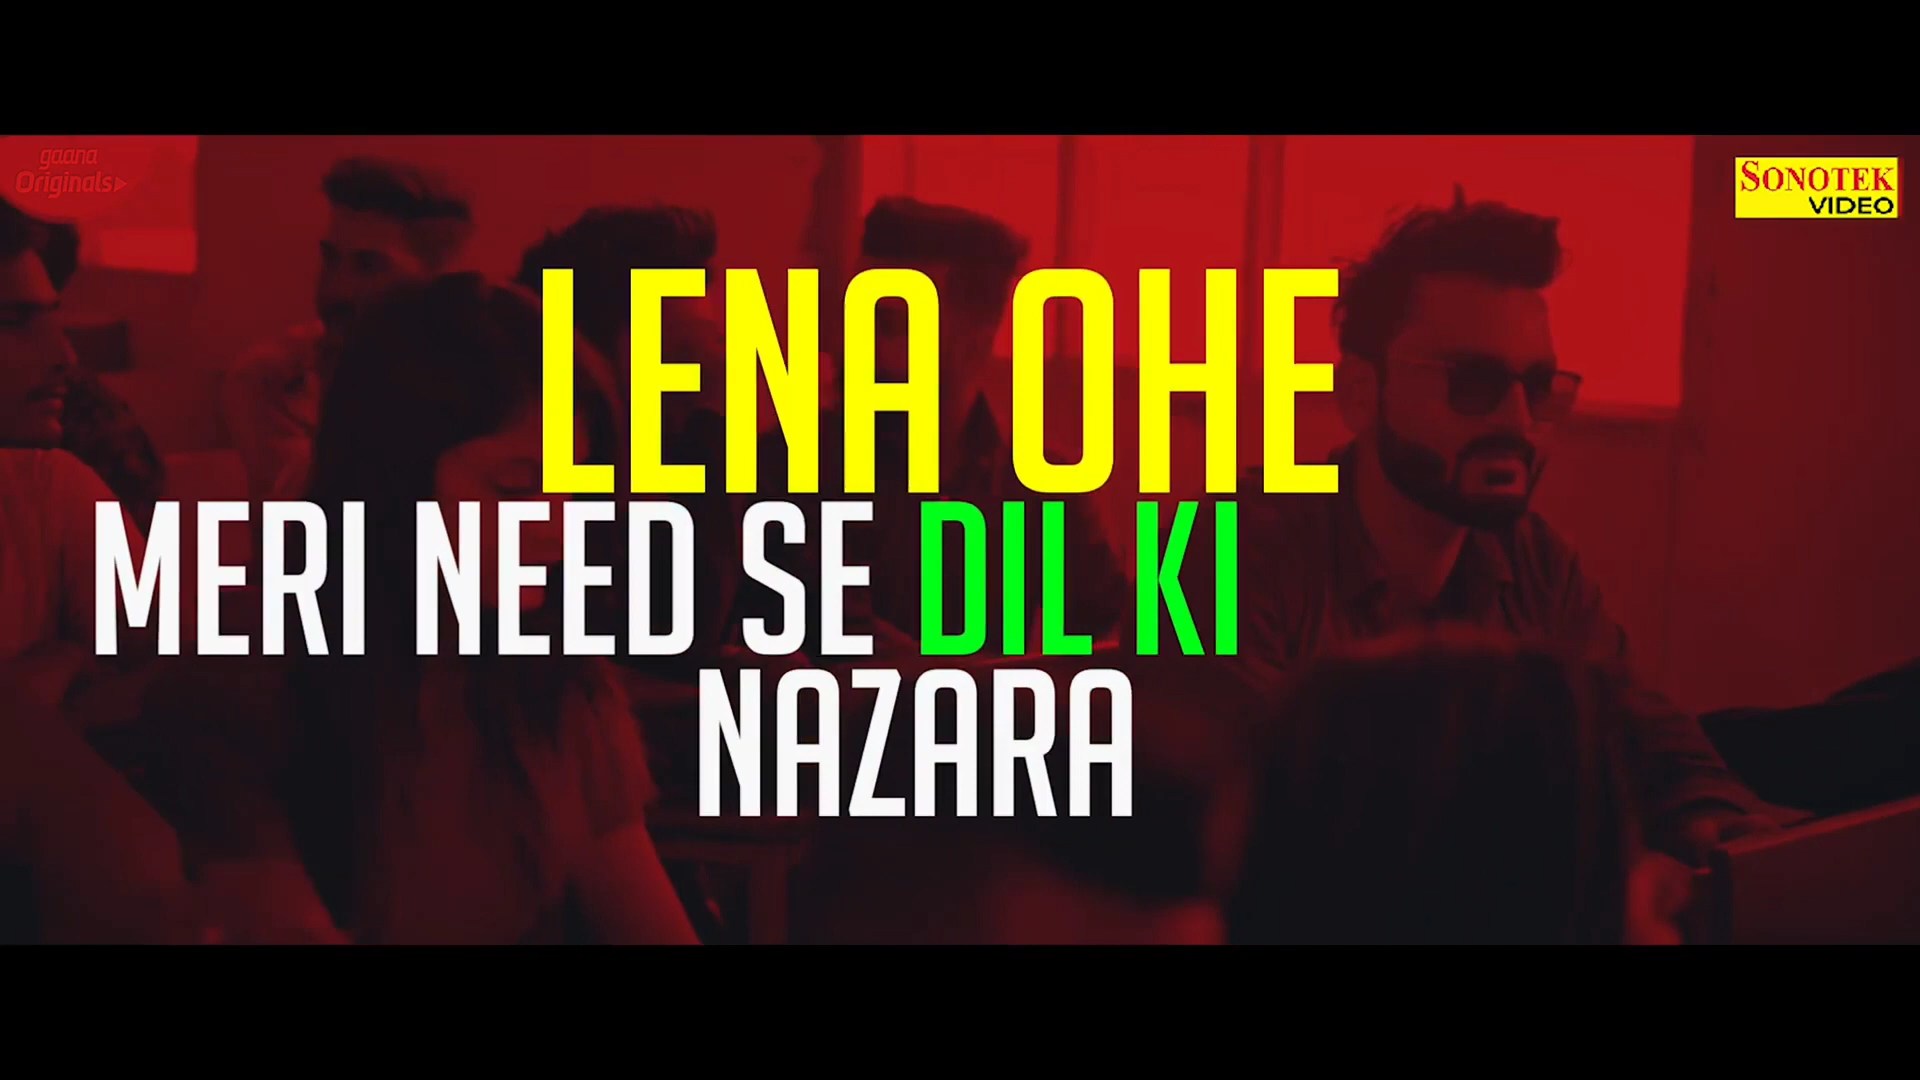 gaana
Originals
SONOTEK
VIDEO
LENA OHE
MERI NEED SE DIL KI
NAZARA